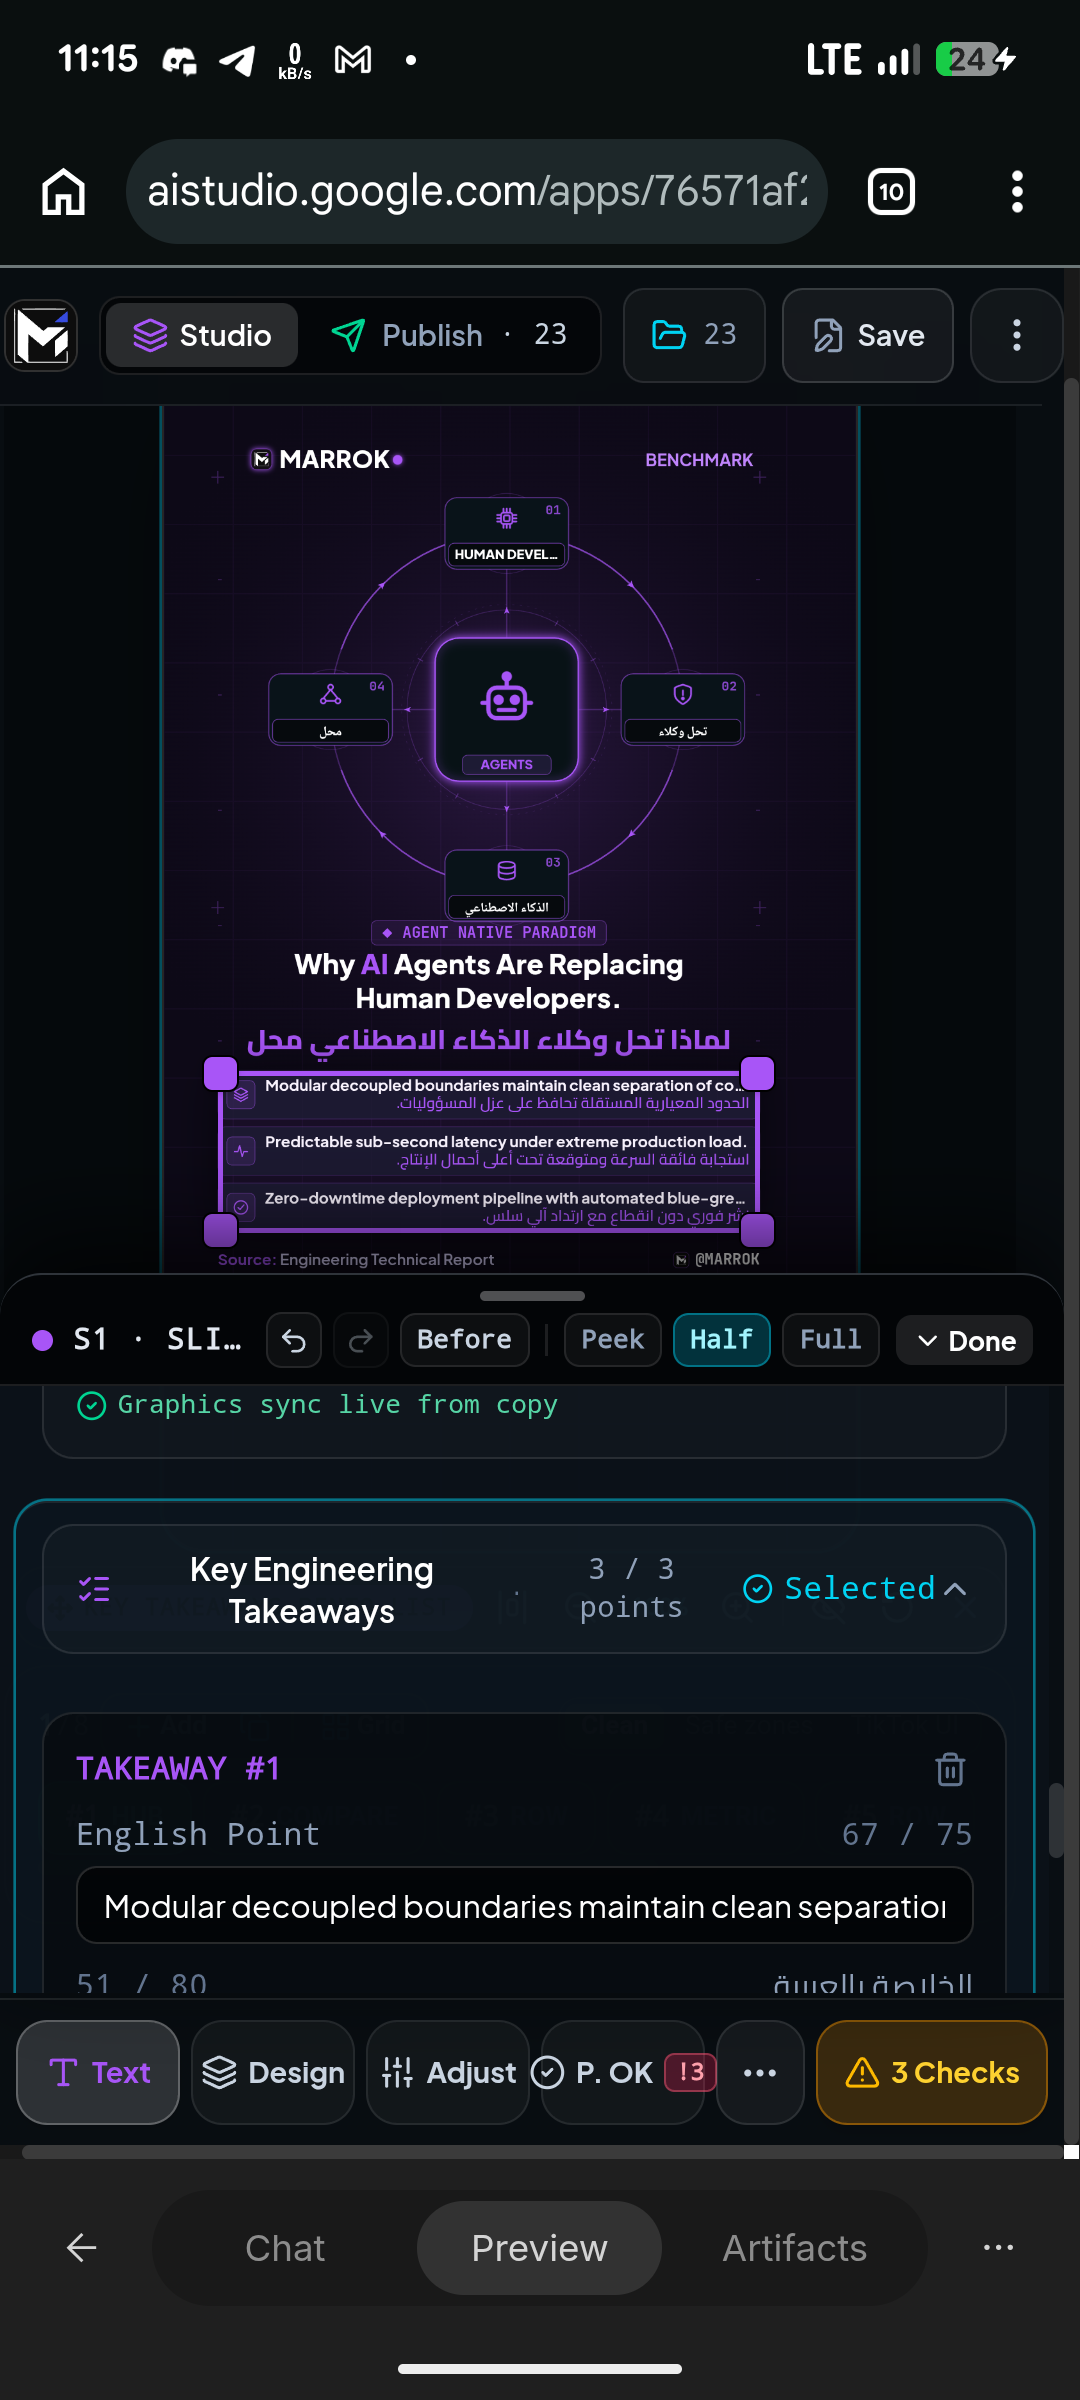 11:15
0
kB/s
LTE
24
aistudio.google.com/apps/76571af2
10
Studio
Publish · 23
23
Save
MARROK
BENCHMARK
01
HUMAN DEVEL...
04
محل
02
تحل وكلاء
AGENTS
03
الذكاء الاصطناعي
AGENT NATIVE PARADIGM
Why AI Agents Are Replacing
Human Developers.
لماذا تحل وكلاء الذكاء الاصطناعي محل
Modular decoupled boundaries maintain clean separation of co...
الحدود المعيارية المستقلة تحافظ على عزل المسؤوليات.
Predictable sub-second latency under extreme production load.
استجابة فائقة السرعة ومتوقعة تحت أعلى أحمال الإنتاج.
Zero-downtime deployment pipeline with automated blue-gre...
نشر فوري دون انقطاع مع ارتداد آلي سلس.
Source: Engineering Technical Report
@MARROK
S1 · SLI...
Before
Peek
Half
Full
Done
Graphics sync live from copy
Key Engineering
Takeaways
3 / 3
points
Selected
TAKEAWAY #1
English Point
67 / 75
Modular decoupled boundaries maintain clean separation
51 / 80
Text
Design
Adjust
P. OK
!3
3 Checks
Chat
Preview
Artifacts